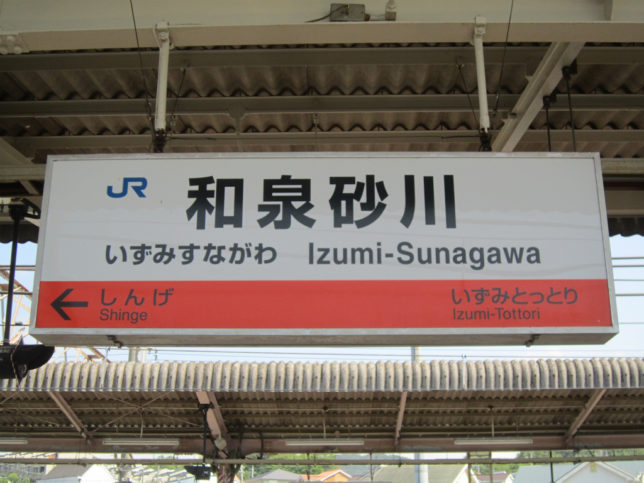 JR 和泉砂川
いずみすながわ Izumi-Sunagawa
← しんげ いずみとっとり
Shinge Izumi-Tottori